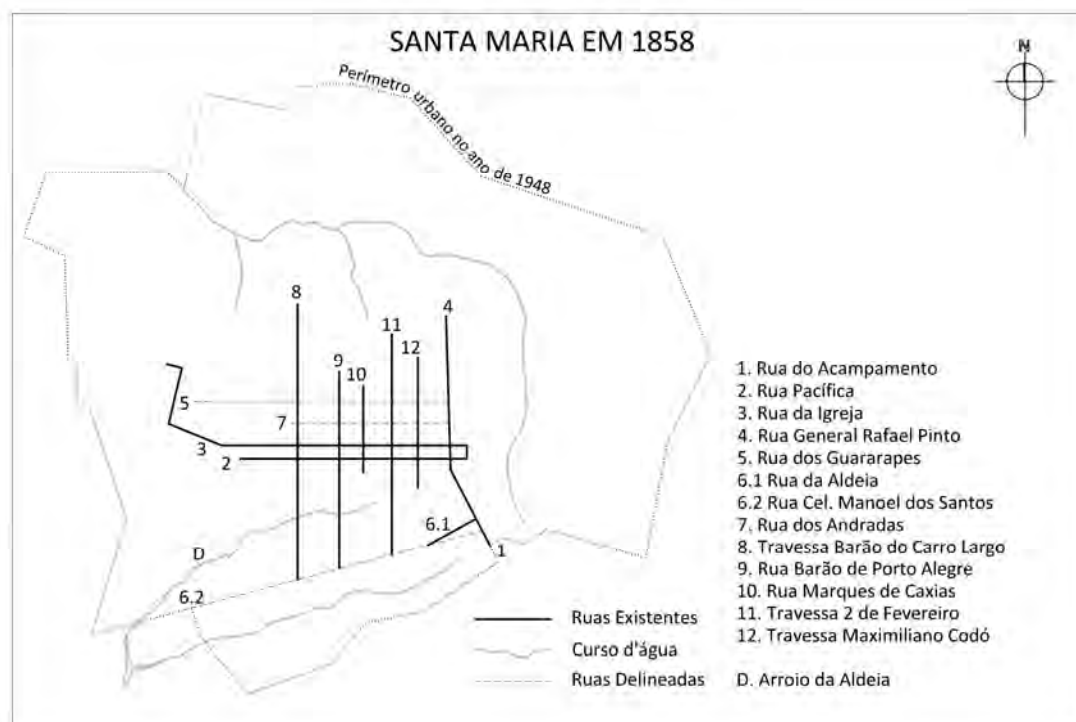 SANTA MARIA EM 1858
N
Perímetro urbano no ano de 1948
8
4
11
12
9
10
5
7
3
2
6.1
1
D
6.2
1. Rua do Acampamento
2. Rua Pacífica
3. Rua da Igreja
4. Rua General Rafael Pinto
5. Rua dos Guararapes
6.1 Rua da Aldeia
6.2 Rua Cel. Manoel dos Santos
7. Rua dos Andradas
8. Travessa Barão do Carro Largo
9. Rua Barão de Porto Alegre
10. Rua Marques de Caxias
11. Travessa 2 de Fevereiro
12. Travessa Maximiliano Codó
D. Arroio da Aldeia
Ruas Existentes
Curso d'água
Ruas Delineadas